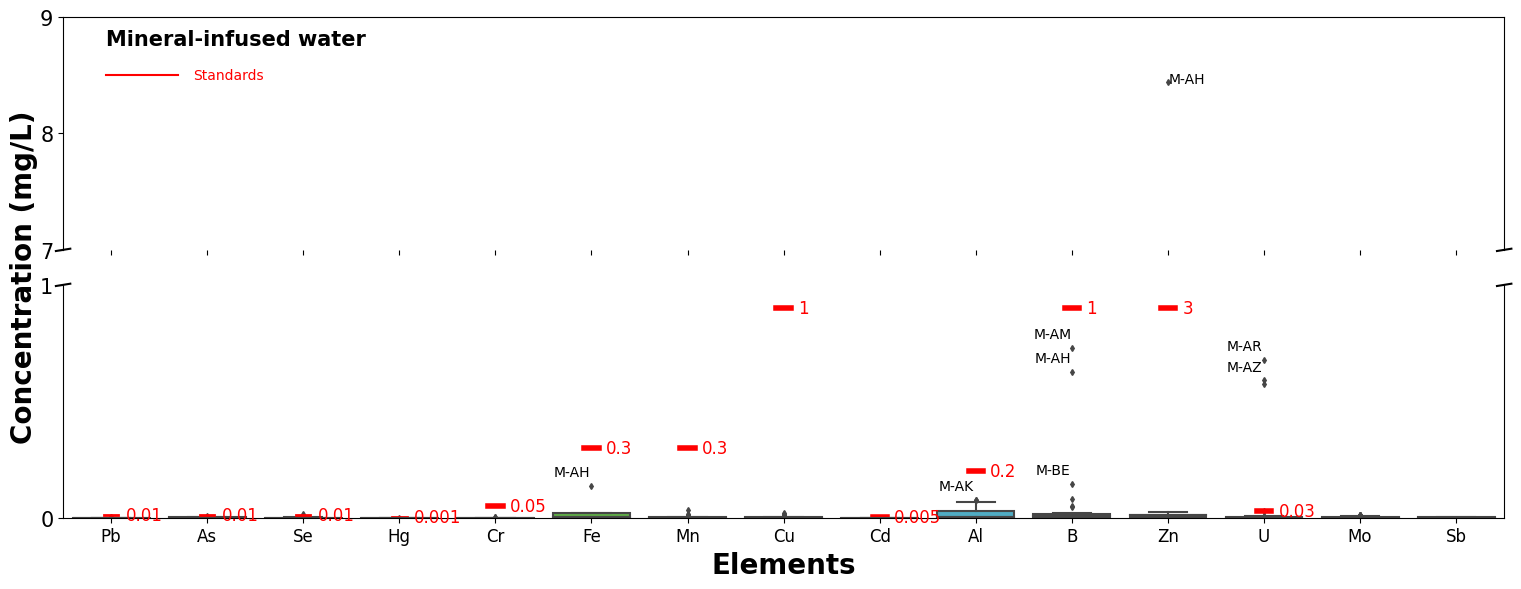 9
Mineral-infused water
Standards
M-AH
8
7
Concentration (mg/L)
1
1
1
3
M-AM
M-AR
M-AH
M-AZ
0.3
0.3
M-AH
M-BE
0.2
M-AK
0.05
0.03
0.01
0.01
0.01
0.001
0.005
0
Pb As Se Hg Cr Fe Mn Cu Cd Al B Zn U Mo Sb
Elements